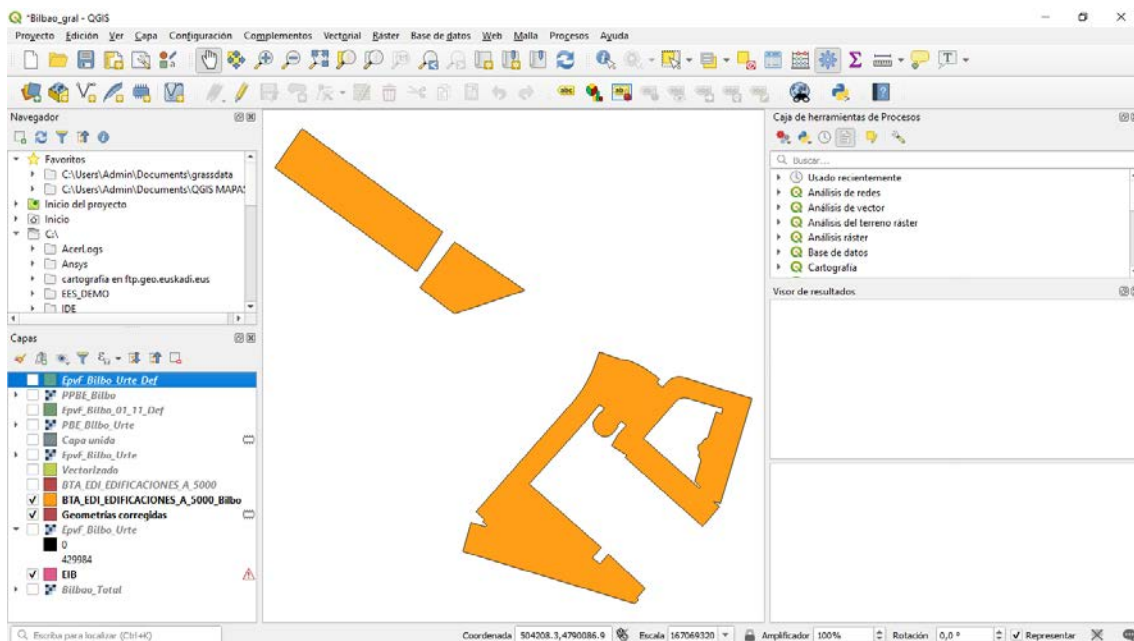 *Bilbao_gral - QGIS
Proyecto Edición Ver Capa Configuración Complementos Vectorial Ráster Base de datos Web Malla Procesos Ayuda
Navegador
Favoritos
C:\Users\Admin\Documents\grassdata
C:\Users\Admin\Documents\QGIS MAPAS
Inicio del proyecto
Inicio
C:\
AcerLogs
Ansys
cartografia en ftp.geo.euskadi.eus
EES_DEMO
IDE
Capas
Epvf_Bilbo_Urte_Def
PPBE_Bilbo
Epvf_Bilbo_01_11_Def
PBE_Bilbo_Urte
Capa unida
Epvf_Bilbo_Urte
Vectorizado
BTA_EDI_EDIFICACIONES_A_5000
BTA_EDI_EDIFICACIONES_A_5000_Bilbo
Geometrías corregidas
Epvf_Bilbo_Urte
0
429984
EIB
Bilbao_Total
Caja de herramientas de Procesos
Buscar...
Usado recientemente
Análisis de redes
Análisis de vector
Análisis del terreno ráster
Análisis ráster
Base de datos
Cartografía
Visor de resultados
Escriba para localizar (Ctrl+K)
Coordenada 504208.3,4790086.9 Escala 167069320 Amplificador 100% Rotación 0,0 ° Representar